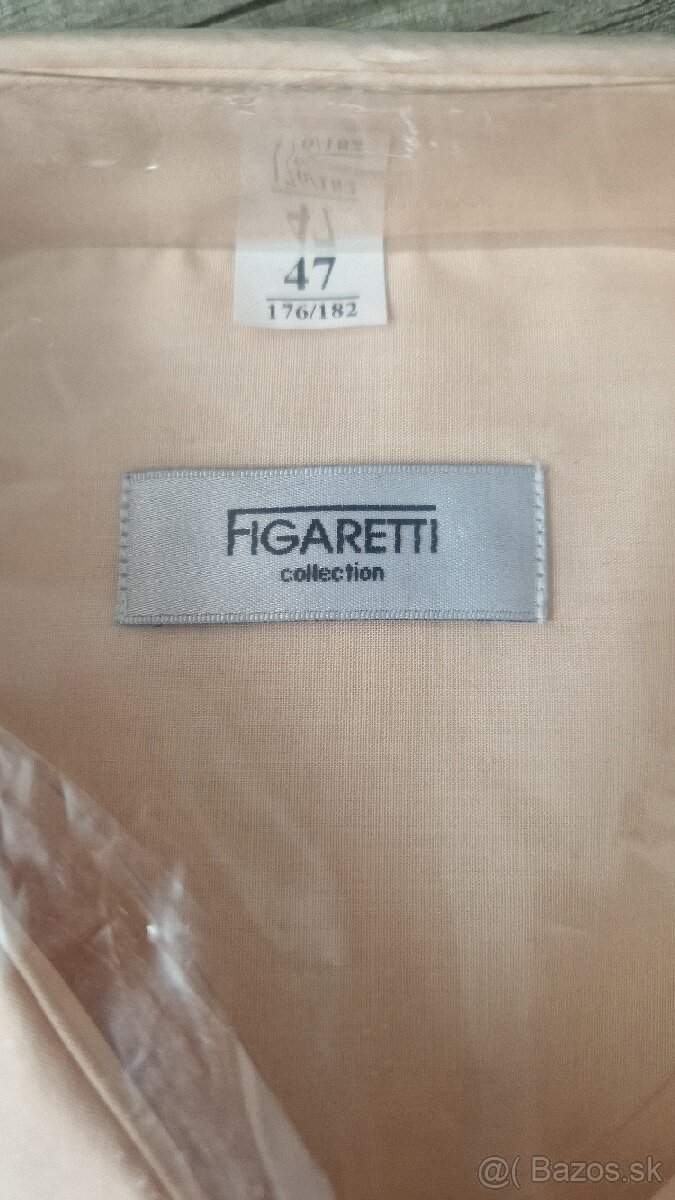 47
176/182
FIGARETTI
collection
@( Bazos.sk